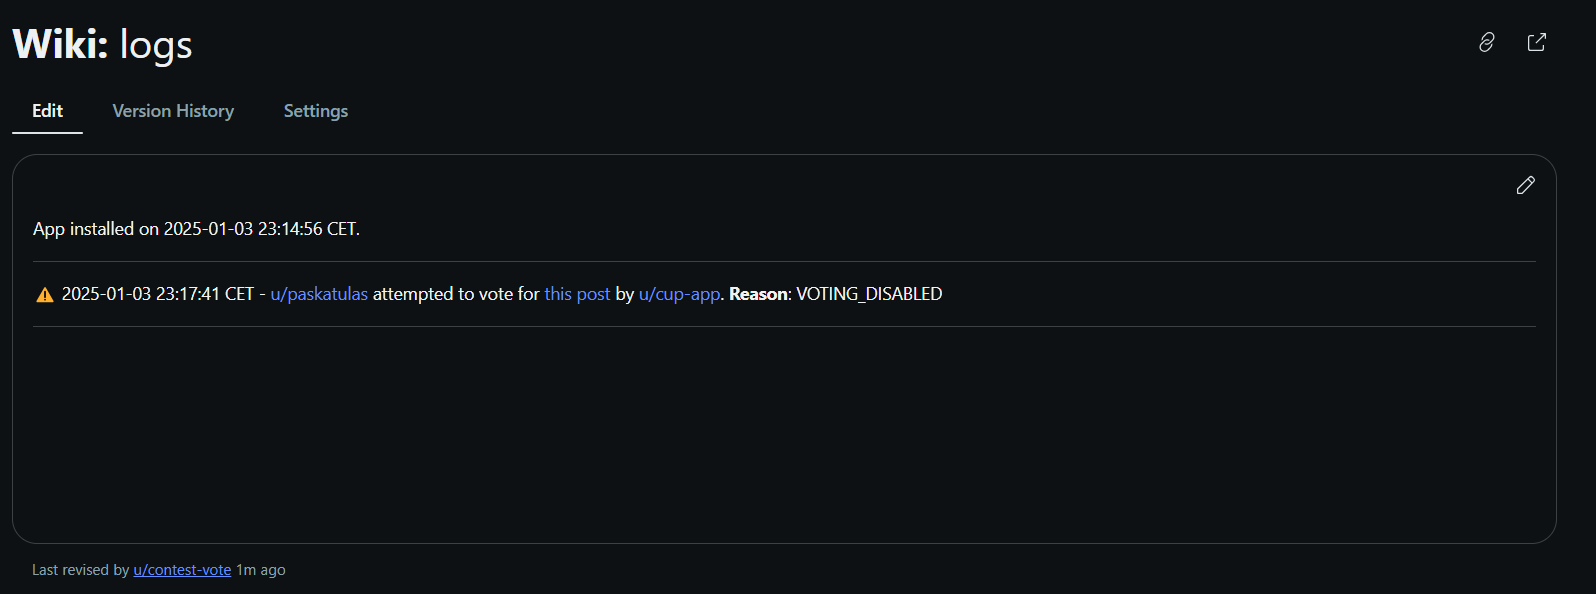 Wiki: logs
Edit Version History Settings
App installed on 2025-01-03 23:14:56 CET.
2025-01-03 23:17:41 CET - u/paskatulas attempted to vote for this post by u/cup-app. Reason: VOTING_DISABLED
Last revised by u/contest-vote 1m ago